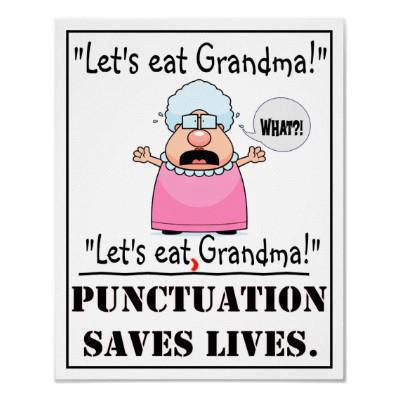 "Let's eat Grandma!"
WHAT?!
"Let's eat, Grandma!"
PUNCTUATION
SAVES LIVES.